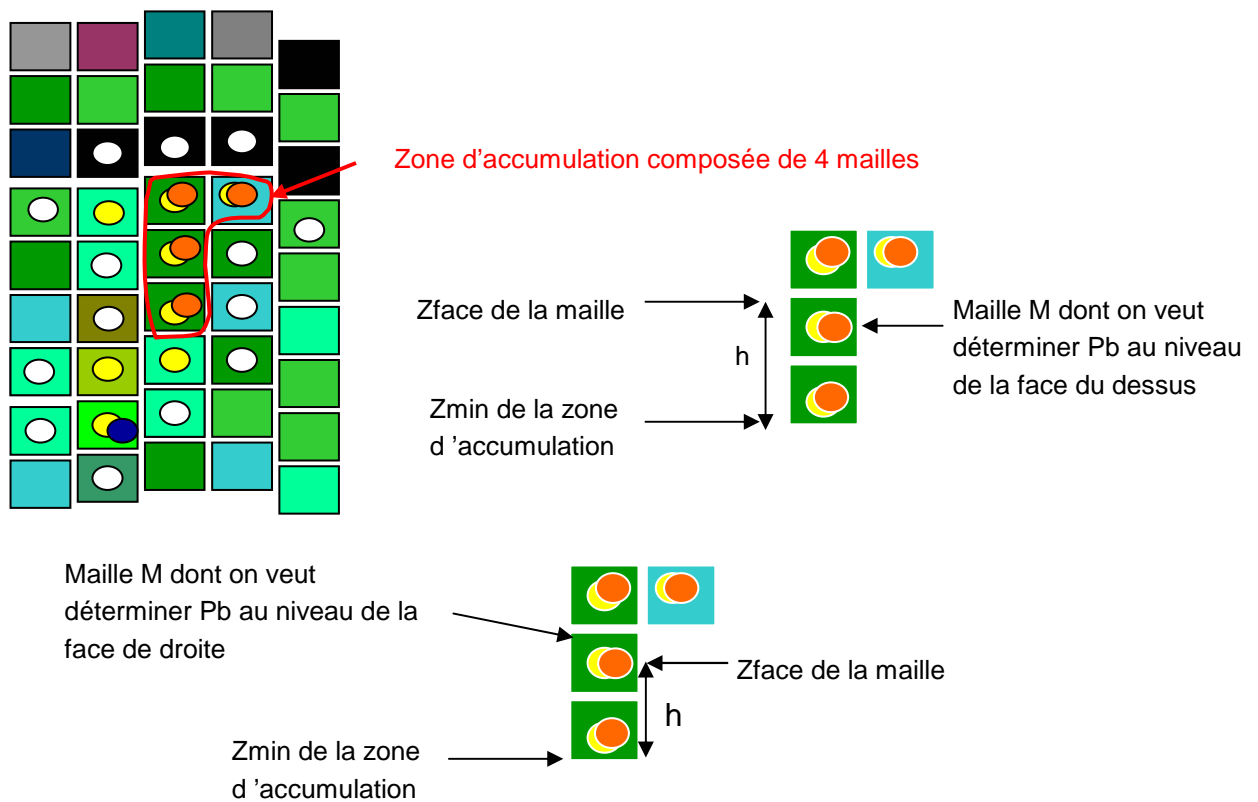 Zone d'accumulation composée de 4 mailles
Zface de la maille
h
Zmin de la zone
d 'accumulation
Maille M dont on veut
déterminer Pb au niveau
de la face du dessus
Maille M dont on veut
déterminer Pb au niveau de la
face de droite
Zface de la maille
h
Zmin de la zone
d 'accumulation